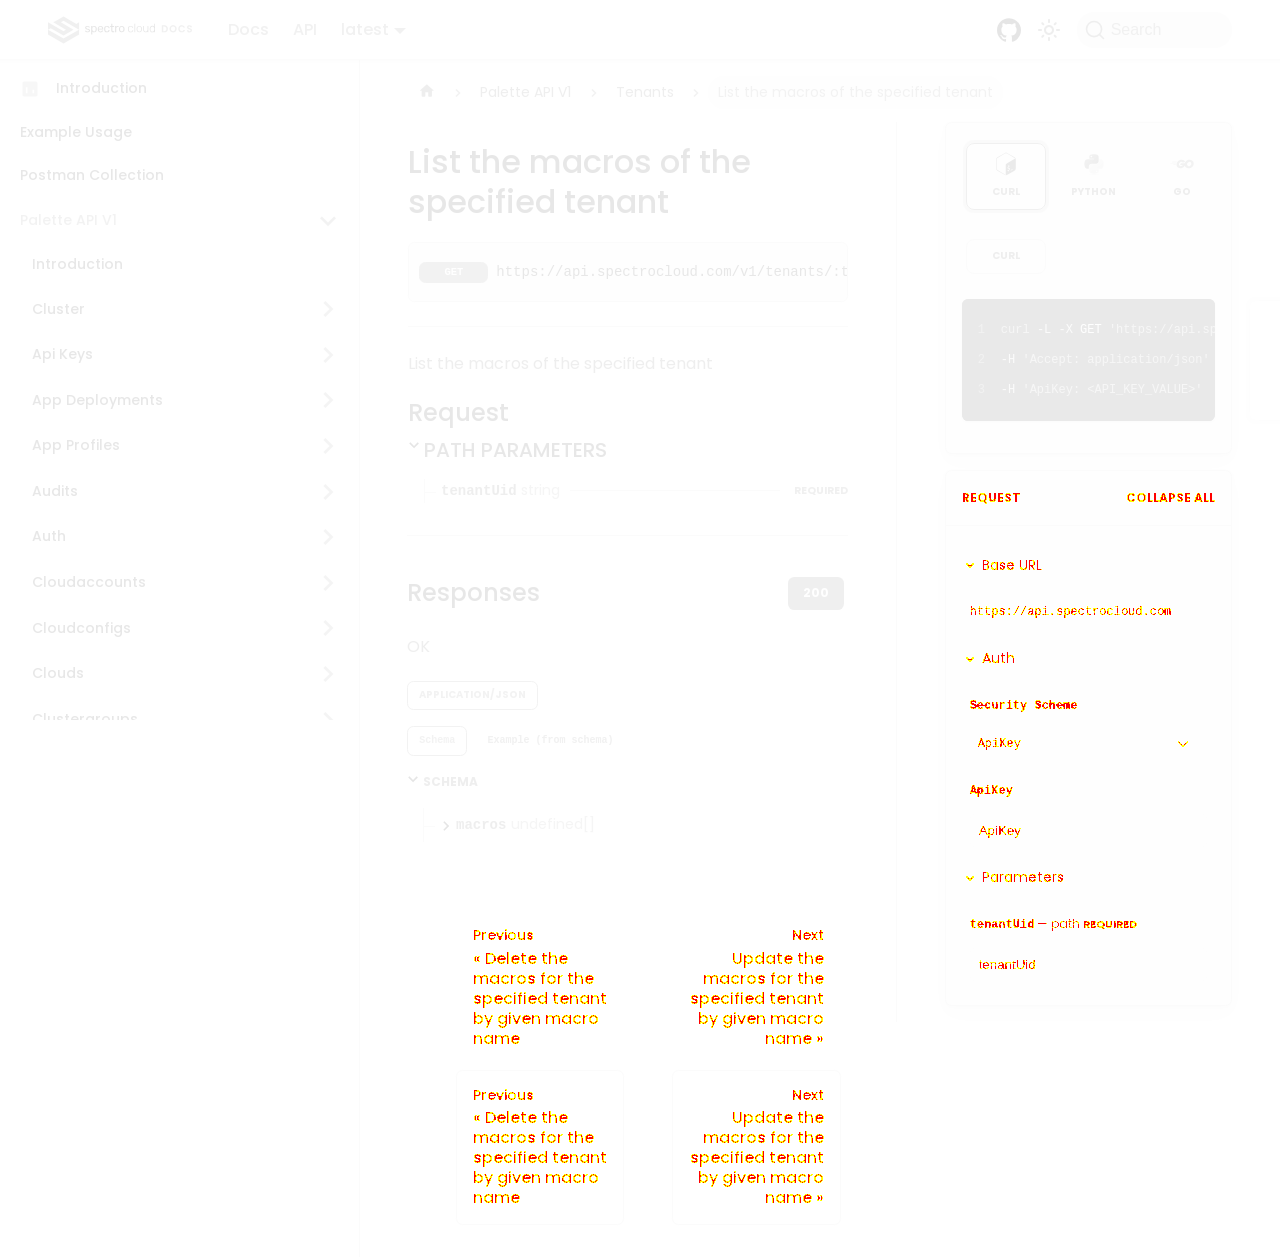 spectro cloud DOCS
Docs
API
latest
Search
Introduction
Example Usage
Postman Collection
Palette API V1
Introduction
Cluster
Api Keys
App Deployments
App Profiles
Audits
Auth
Cloudaccounts
Cloudconfigs
Clouds
Clustergroups
Palette API V1
Tenants
List the macros of the specified tenant
List the macros of the
specified tenant
GET https://api.spectrocloud.com/v1/tenants/:t
List the macros of the specified tenant
Request
PATH PARAMETERS
tenantUid string REQUIRED
Responses
200
OK
APPLICATION/JSON
Schema
Example (from schema)
SCHEMA
macros undefined[]
Previous
« Delete the
macros for the
specified tenant
by given macro
name
Next
Update the
macros for the
specified tenant
by given macro
name »
Previous
« Delete the
macros for the
specified tenant
by given macro
name
Next
Update the
macros for the
specified tenant
by given macro
name »
CURL
PYTHON
GO
GO
CURL
1 curl -L -X GET 'https://api.sp
2 -H 'Accept: application/json'
3 -H 'ApiKey: <API_KEY_VALUE>'
REQUEST
COLLAPSE ALL
Base URL
https://api.spectrocloud.com
Auth
Security Scheme
ApiKey
ApiKey
ApiKey
Parameters
tenantUid — path REQUIRED
tenantUid